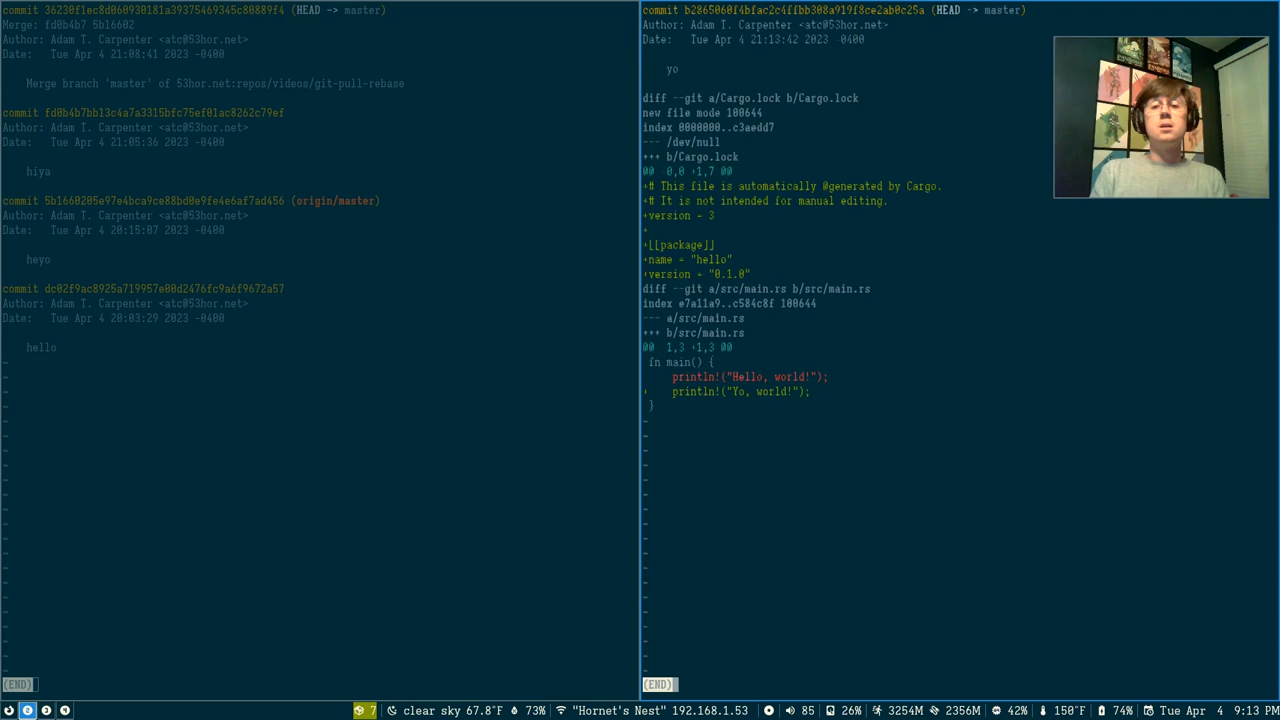 commit 36230f1ec8d060930181a39375469345c80889f4 (HEAD -> master)
Merge: fd0b4b7 5b16602
Author: Adam T. Carpenter <atc@53hor.net>
Date:   Tue Apr 4 21:08:41 2023 -0400
Merge branch 'master' of 53hor.net:repos/videos/git-pull-rebase
commit fd0b4b7bb13c4a7a3315bfc75ef01ac8262c79ef
Author: Adam T. Carpenter <atc@53hor.net>
Date:   Tue Apr 4 21:05:36 2023 -0400
hiya
commit 5b1660205e97e4bca9ce88bd0e9fe4e6af7ad456 (origin/master)
Author: Adam T. Carpenter <atc@53hor.net>
Date:   Tue Apr 4 20:15:07 2023 -0400
heyo
commit dc02f9ac8925a719957e00d2476fc9a6f9672a57
Author: Adam T. Carpenter <atc@53hor.net>
Date:   Tue Apr 4 20:03:29 2023 -0400
hello
(END)
commit b2865060f4bfac2c4ffbb308a919f8ce2ab0c25a (HEAD -> master)
Author: Adam T. Carpenter <atc@53hor.net>
Date:   Tue Apr 4 21:13:42 2023 -0400
yo
diff --git a/Cargo.lock b/Cargo.lock
new file mode 100644
index 0000000..c3aedd7
--- /dev/null
+++ b/Cargo.lock
@@ -0,0 +1,7 @@
+# This file is automatically @generated by Cargo.
+# It is not intended for manual editing.
+version = 3
+
+[[package]]
+name = "hello"
+version = "0.1.0"
diff --git a/src/main.rs b/src/main.rs
index e7a11a9..c584c8f 100644
--- a/src/main.rs
+++ b/src/main.rs
@@ -1,3 +1,3 @@
fn main() {
-    println!("Hello, world!");
+    println!("Yo, world!");
}
(END)
7 clear sky 67.8°F 73% "Hornet's Nest" 192.168.1.53 85 26% 3254M 2356M 42% 150°F 74% Tue Apr  4  9:13 PM